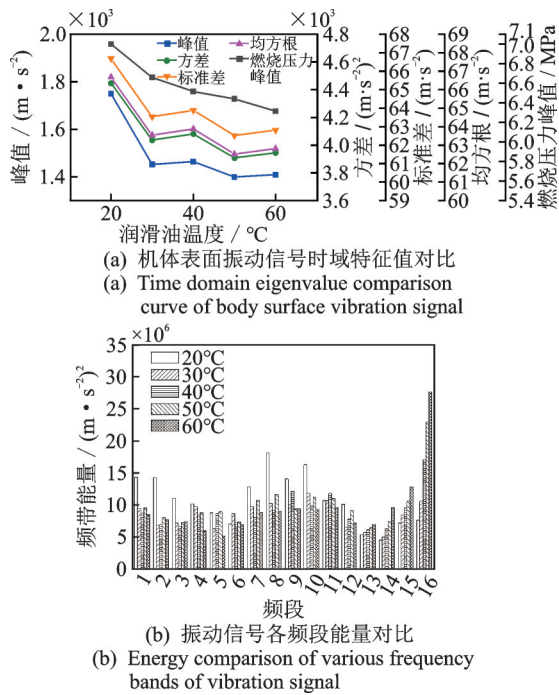 ×10³
2.0
1.8
1.6
1.4
峰值 / (m·s⁻²)
峰值
方差
标准差
均方根
燃烧压力
峰值
20
40
60
润滑油温度 / ℃
×10³
4.8
4.6
4.4
4.2
4.0
3.8
3.6
方差 / (m·s⁻²)²
68
67
66
65
64
63
62
61
60
59
标准差 / (m·s⁻²)
69
68
67
66
65
64
63
62
61
60
均方根 / (m·s⁻²)
7.1
7.0
6.8
6.6
6.4
6.2
6.0
5.8
5.6
5.4
燃烧压力峰值 / MPa
(a) 机体表面振动信号时域特征值对比
(a) Time domain eigenvalue comparison
curve of body surface vibration signal
×10⁶
35
30
25
20
15
10
5
0
频带能量 / (m·s⁻²)²
20℃
30℃
40℃
50℃
60℃
1 2 3 4 5 6 7 8 9 10 11 12 13 14 15 16
频段
(b) 振动信号各频段能量对比
(b) Energy comparison of various frequency
bands of vibration signal